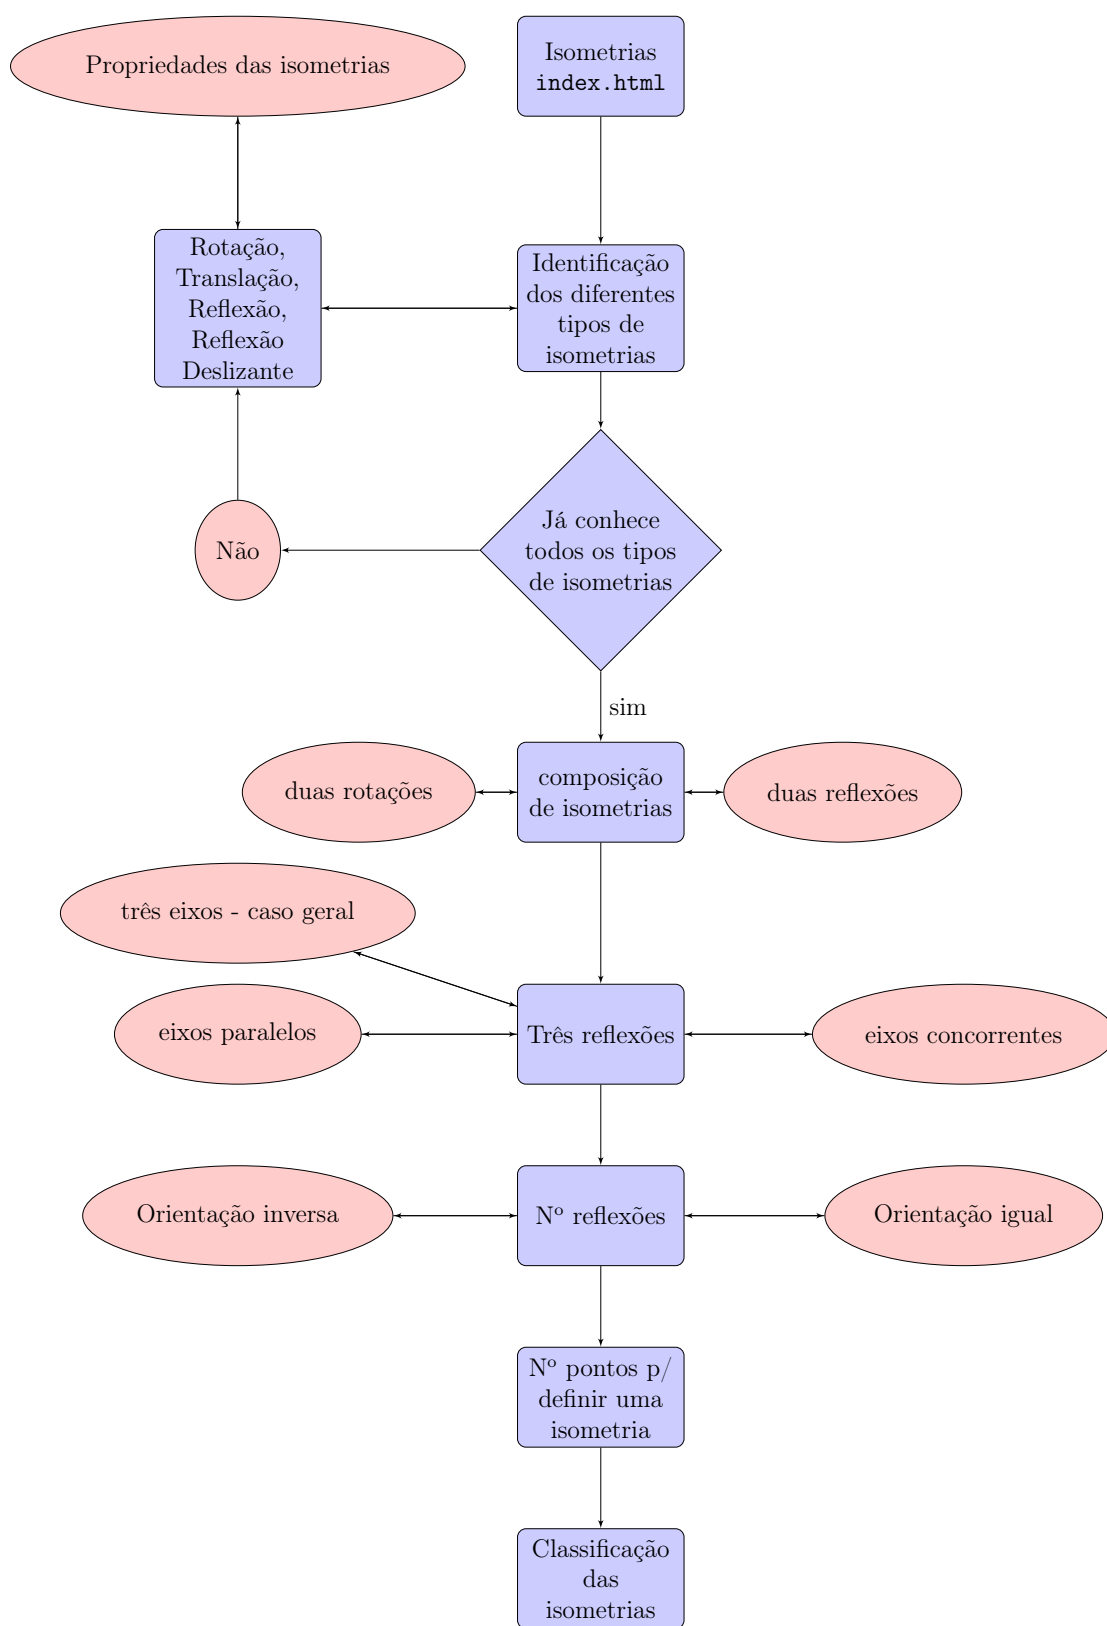 Propriedades das isometrias
Isometrias
index.html
Rotação,
Translação,
Reflexão,
Reflexão
Deslizante
Identificação
dos diferentes
tipos de
isometrias
Já conhece
todos os tipos
de isometrias
Não
sim
duas rotações
composição
de isometrias
duas reflexões
três eixos - caso geral
eixos paralelos
Três reflexões
eixos concorrentes
Orientação inversa
Nº reflexões
Orientação igual
Nº pontos p/
definir uma
isometria
Classificação
das
isometrias